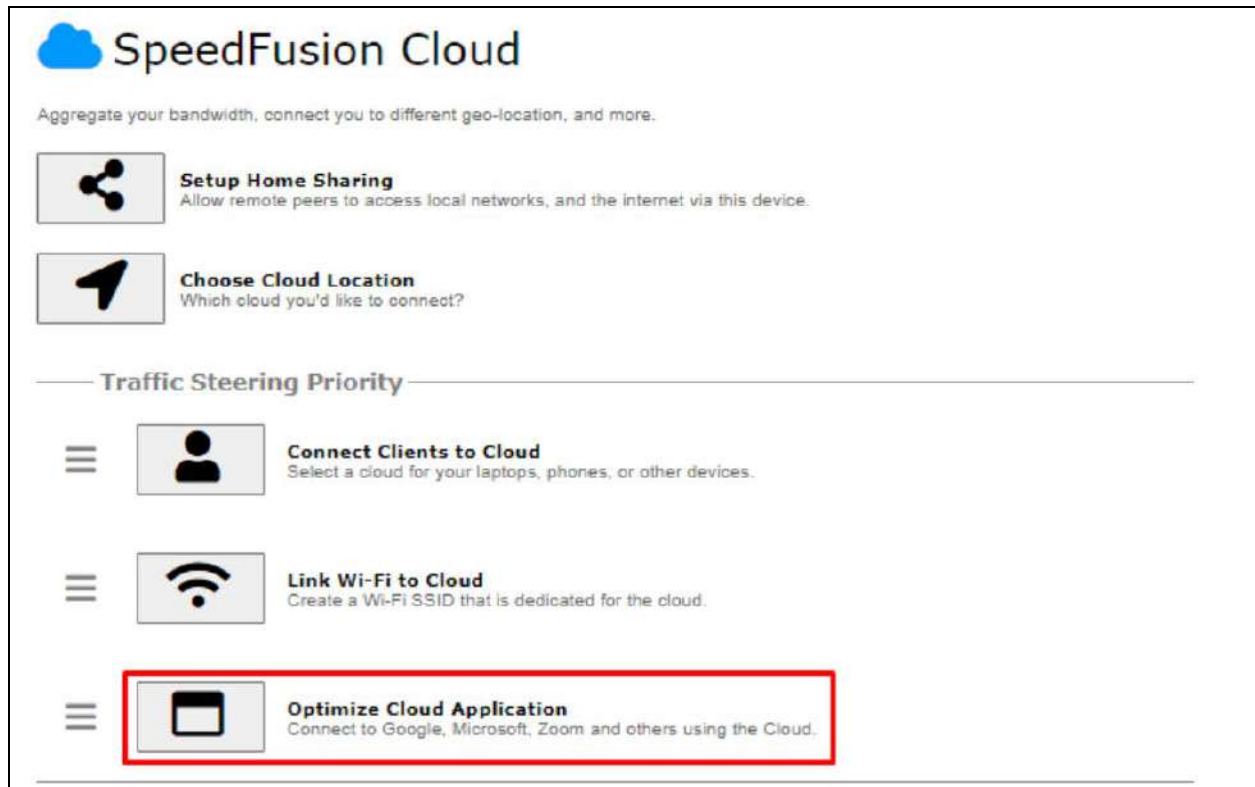 SpeedFusion Cloud
Aggregate your bandwidth, connect you to different geo-location, and more.
Setup Home Sharing
Allow remote peers to access local networks, and the internet via this device.
Choose Cloud Location
Which cloud you'd like to connect?
Traffic Steering Priority
Connect Clients to Cloud
Select a cloud for your laptops, phones, or other devices.
Link Wi-Fi to Cloud
Create a Wi-Fi SSID that is dedicated for the cloud.
Optimize Cloud Application
Connect to Google, Microsoft, Zoom and others using the Cloud.